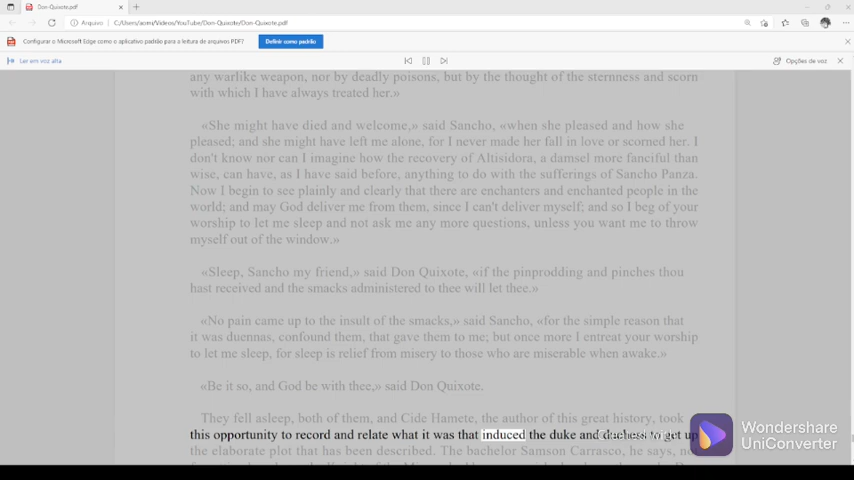 Don-Quixote.pdf
Arquivo C:/Users/acms/Videos/YouTube/Don-Quixote/Don-Quixote.pdf
Configurar o Microsoft Edge como o aplicativo padrão para a leitura de arquivos PDF? Definir como padrão
Ler em voz alta Opções de voz
any warlike weapon, nor by deadly poisons, but by the thought of the sternness and scorn
with which I have always treated her.»
«She might have died and welcome,» said Sancho, «when she pleased and how she
pleased; and she might have left me alone, for I never made her fall in love or scorned her. I
don't know nor can I imagine how the recovery of Altisidora, a damsel more fanciful than
wise, can have, as I have said before, anything to do with the sufferings of Sancho Panza.
Now I begin to see plainly and clearly that there are enchanters and enchanted people in the
world; and may God deliver me from them, since I can't deliver myself; and so I beg of your
worship to let me sleep and not ask me any more questions, unless you want me to throw
myself out of the window.»
«Sleep, Sancho my friend,» said Don Quixote, «if the pinprodding and pinches thou
hast received and the smacks administered to thee will let thee.»
«No pain came up to the insult of the smacks,» said Sancho, «for the simple reason that
it was duennas, confound them, that gave them to me; but once more I entreat your worship
to let me sleep, for sleep is relief from misery to those who are miserable when awake.»
«Be it so, and God be with thee,» said Don Quixote.
They fell asleep, both of them, and Cide Hamete, the author of this great history, took
this opportunity to record and relate what it was that induced the duke and duchess to get up
the elaborate plot that has been described. The bachelor Samson Carrasco, he says, not
Wondershare
UniConverter